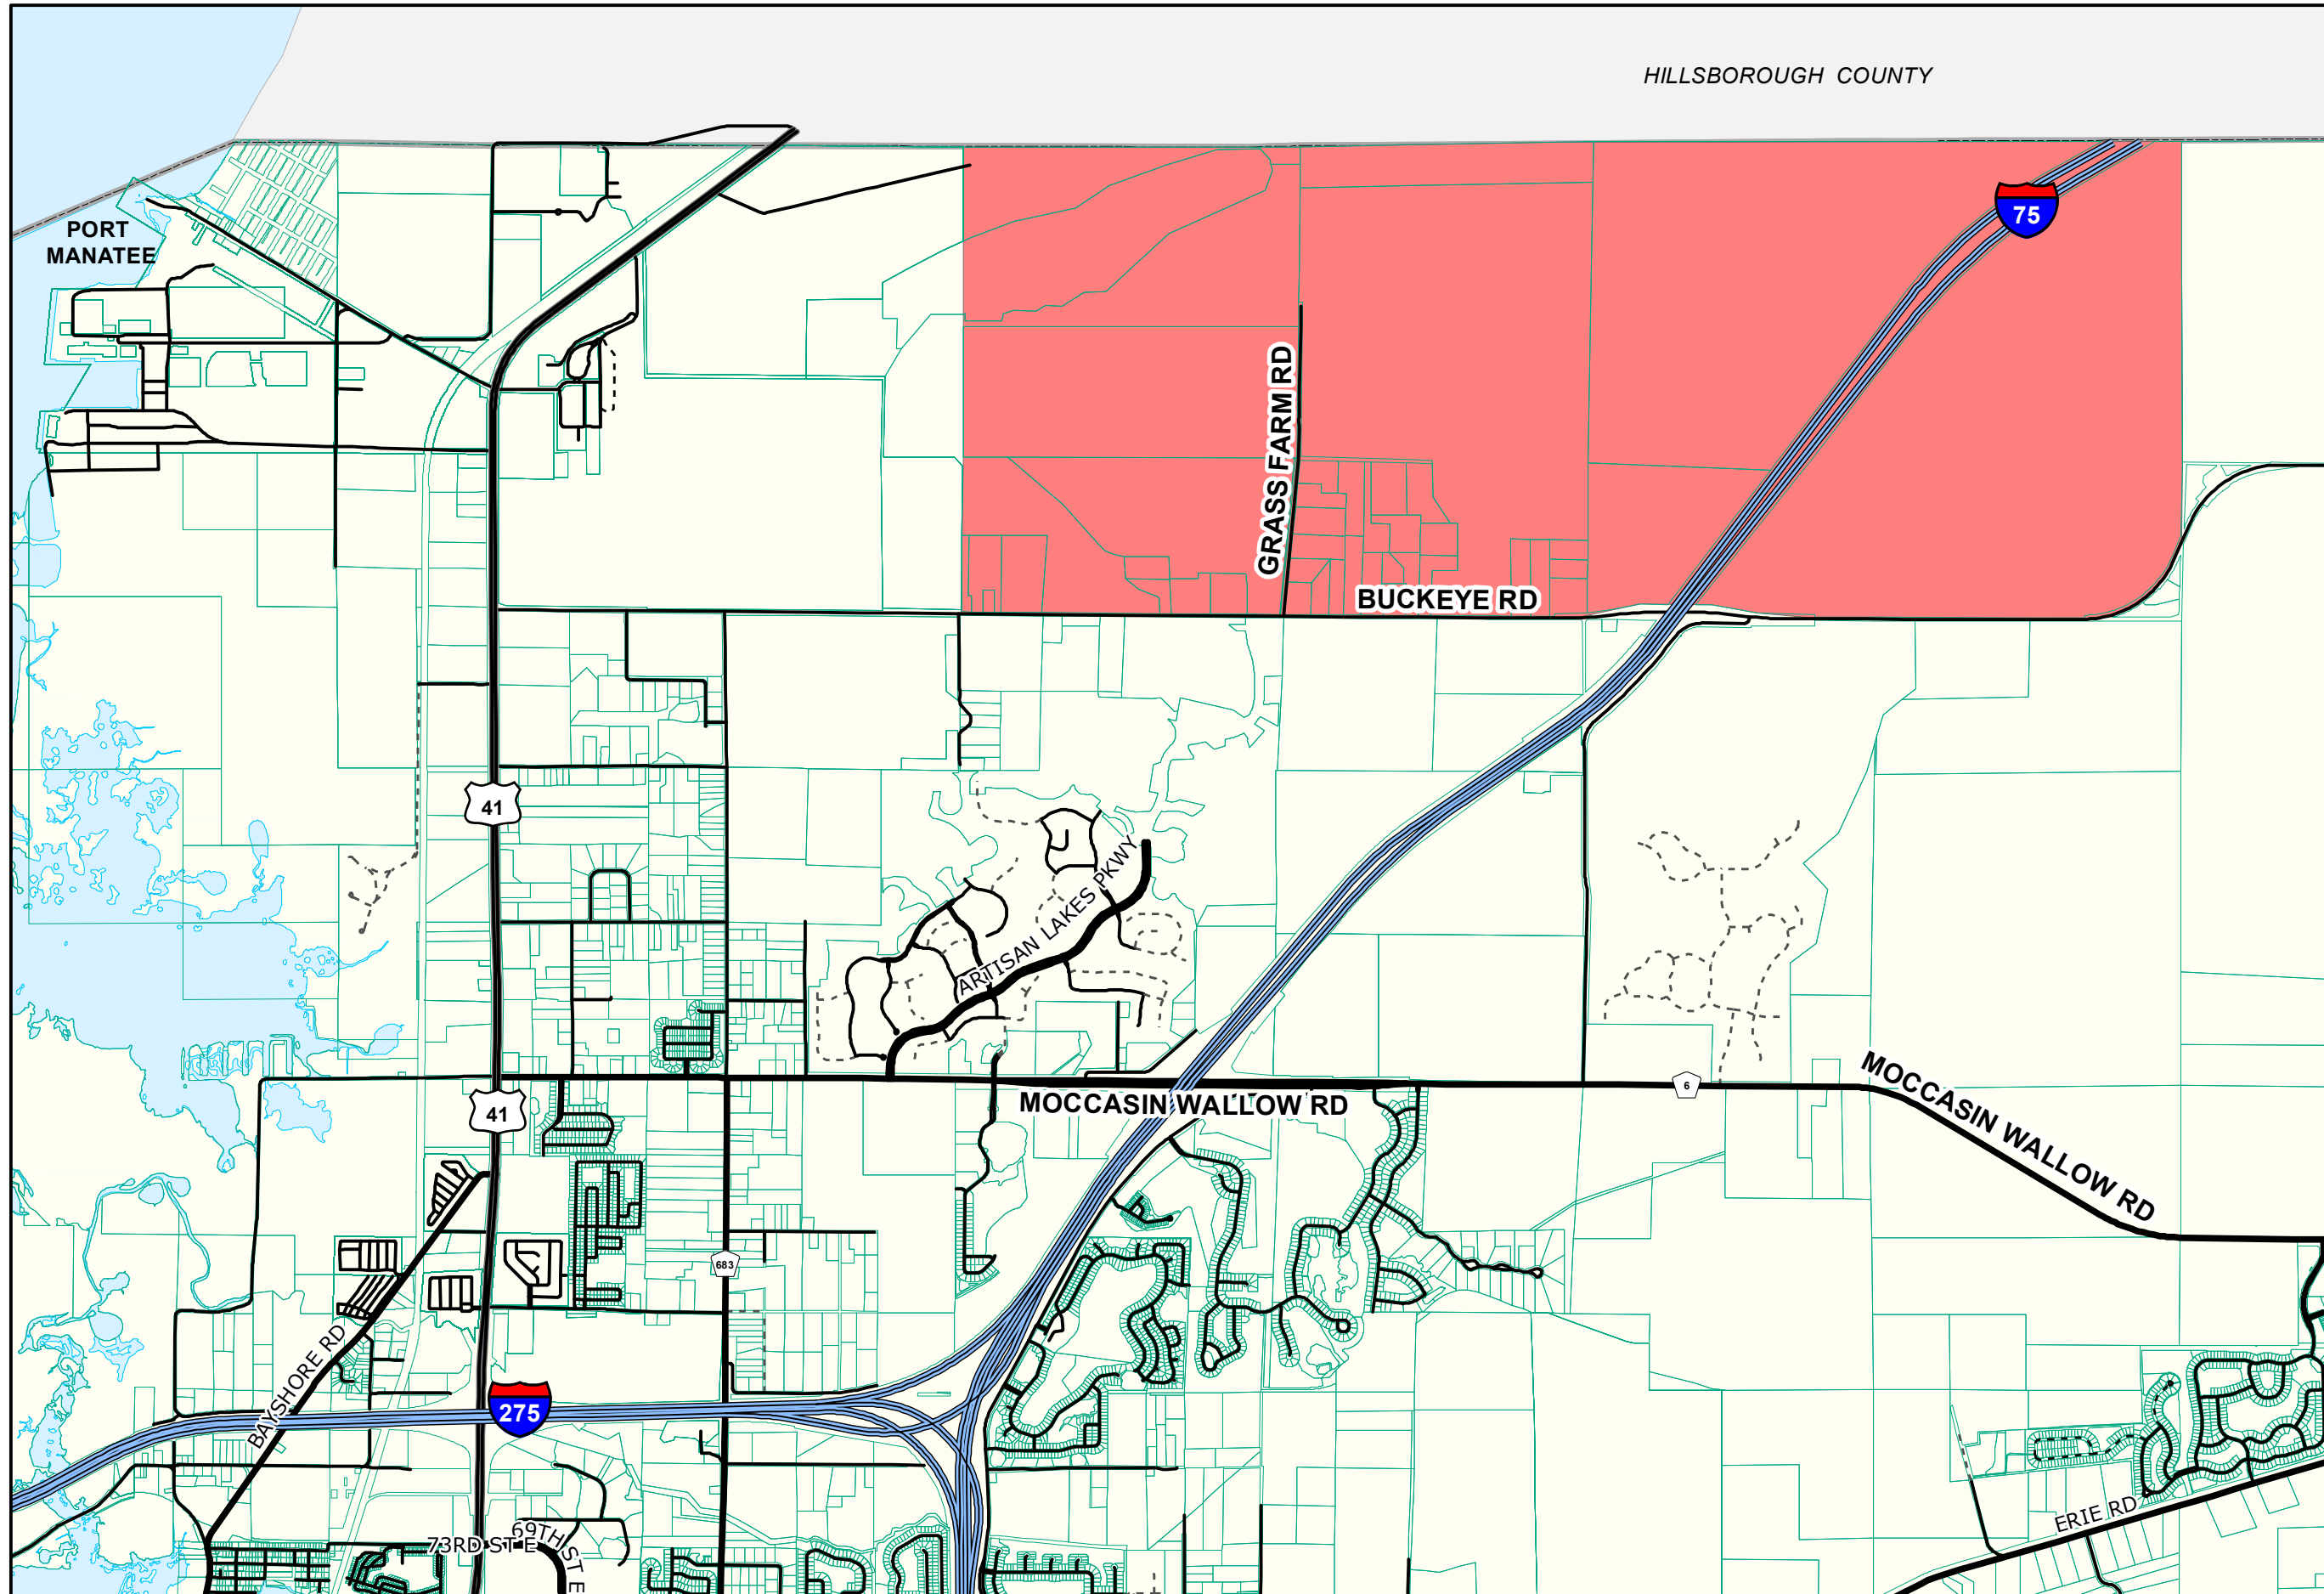 HILLSBOROUGH COUNTY
75
PORT
MANATEE
GRASS FARM RD
BUCKEYE RD
41
ARTISAN LAKES PKWY
41
MOCCASIN WALLOW RD
6
MOCCASIN WALLOW RD
683
BAYSHORE RD
275
73RD ST E
69TH ST E
ERIE RD